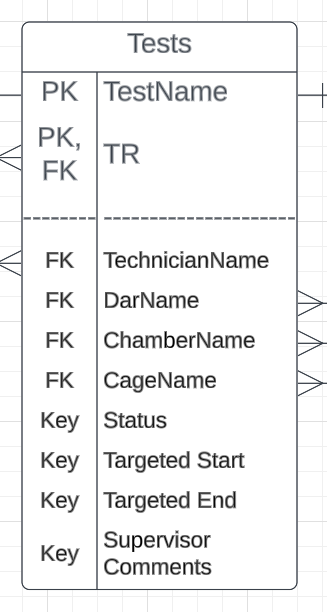 Tests
PK TestName
PK,
FK TR
FK TechnicianName
FK DarName
FK ChamberName
FK CageName
Key Status
Key Targeted Start
Key Targeted End
Key Supervisor
Comments